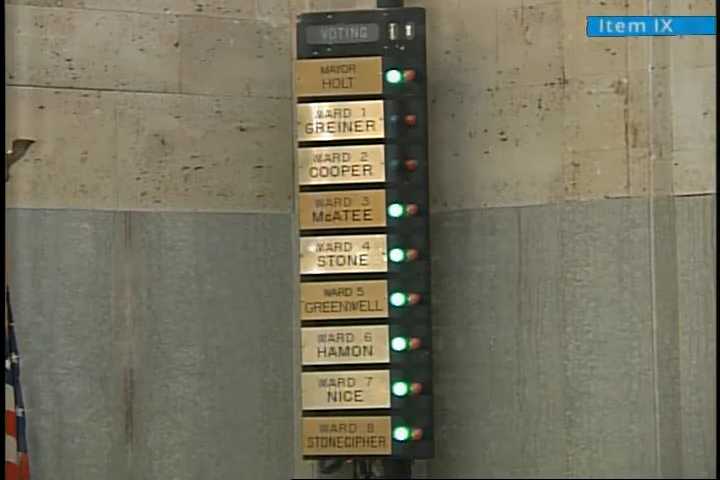 Item IX
VOTING
MAYOR
HOLT
WARD 1
GREINER
WARD 2
COOPER
WARD 3
McATEE
WARD 4
STONE
WARD 5
GREENWELL
WARD 6
HAMON
WARD 7
NICE
WARD 8
STONECIPHER